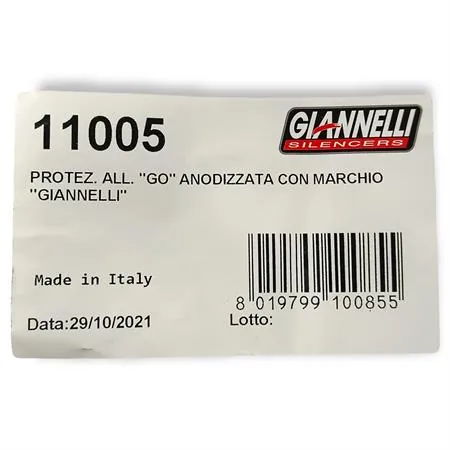 11005
GIANNELLI
SILENCERS
PROTEZ. ALL. "GO" ANODIZZATA CON MARCHIO
"GIANNELLI"
Made in Italy
8 019799 100855
Data:29/10/2021
Lotto: